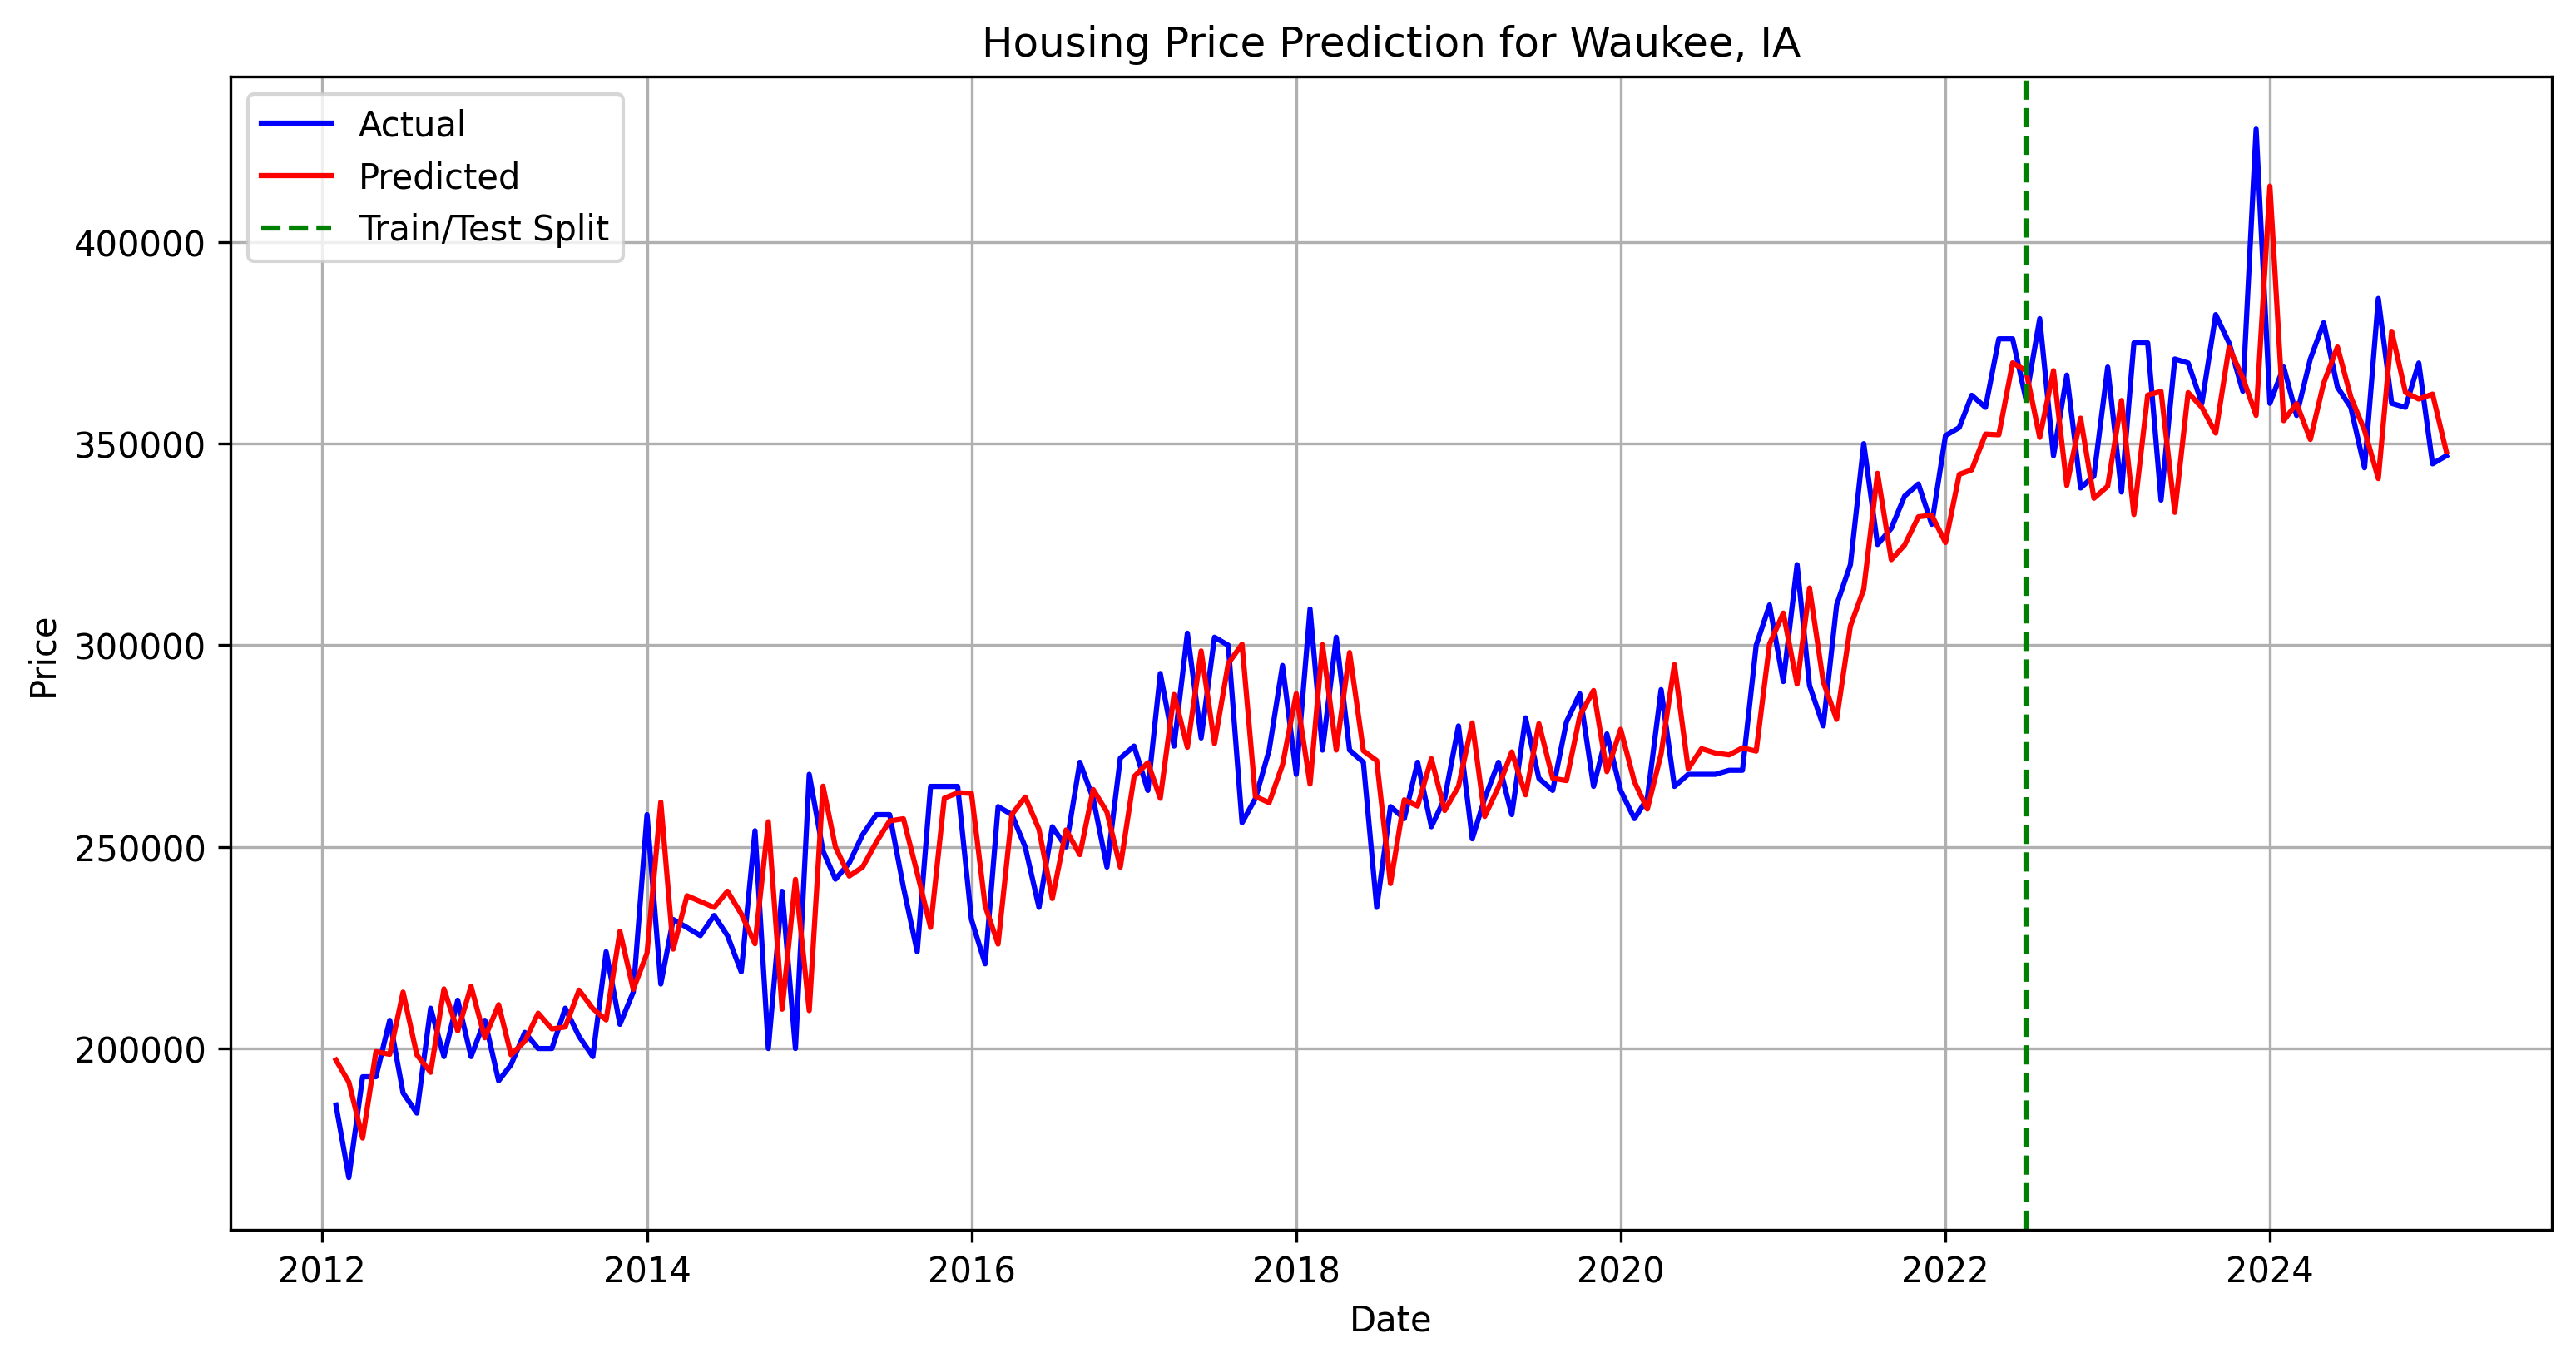 Housing Price Prediction for Waukee, IA
Actual
Predicted
Train/Test Split
400000
350000
300000
250000
200000
Price
2012 2014 2016 2018 2020 2022 2024
Date